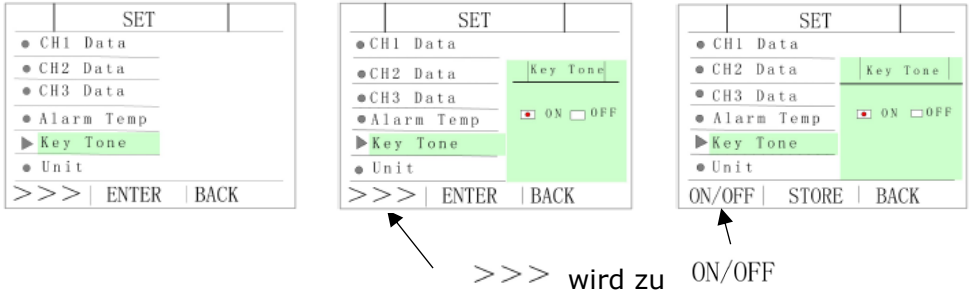 SET
CH1 Data
CH2 Data
CH3 Data
Alarm Temp
Key Tone
Unit
>>> | ENTER | BACK
SET
CH1 Data
CH2 Data
CH3 Data
Alarm Temp
Key Tone
Unit
Key Tone
ON OFF
>>> | ENTER | BACK
SET
CH1 Data
CH2 Data
CH3 Data
Alarm Temp
Key Tone
Unit
Key Tone
ON OFF
ON/OFF | STORE | BACK
>>> wird zu ON/OFF